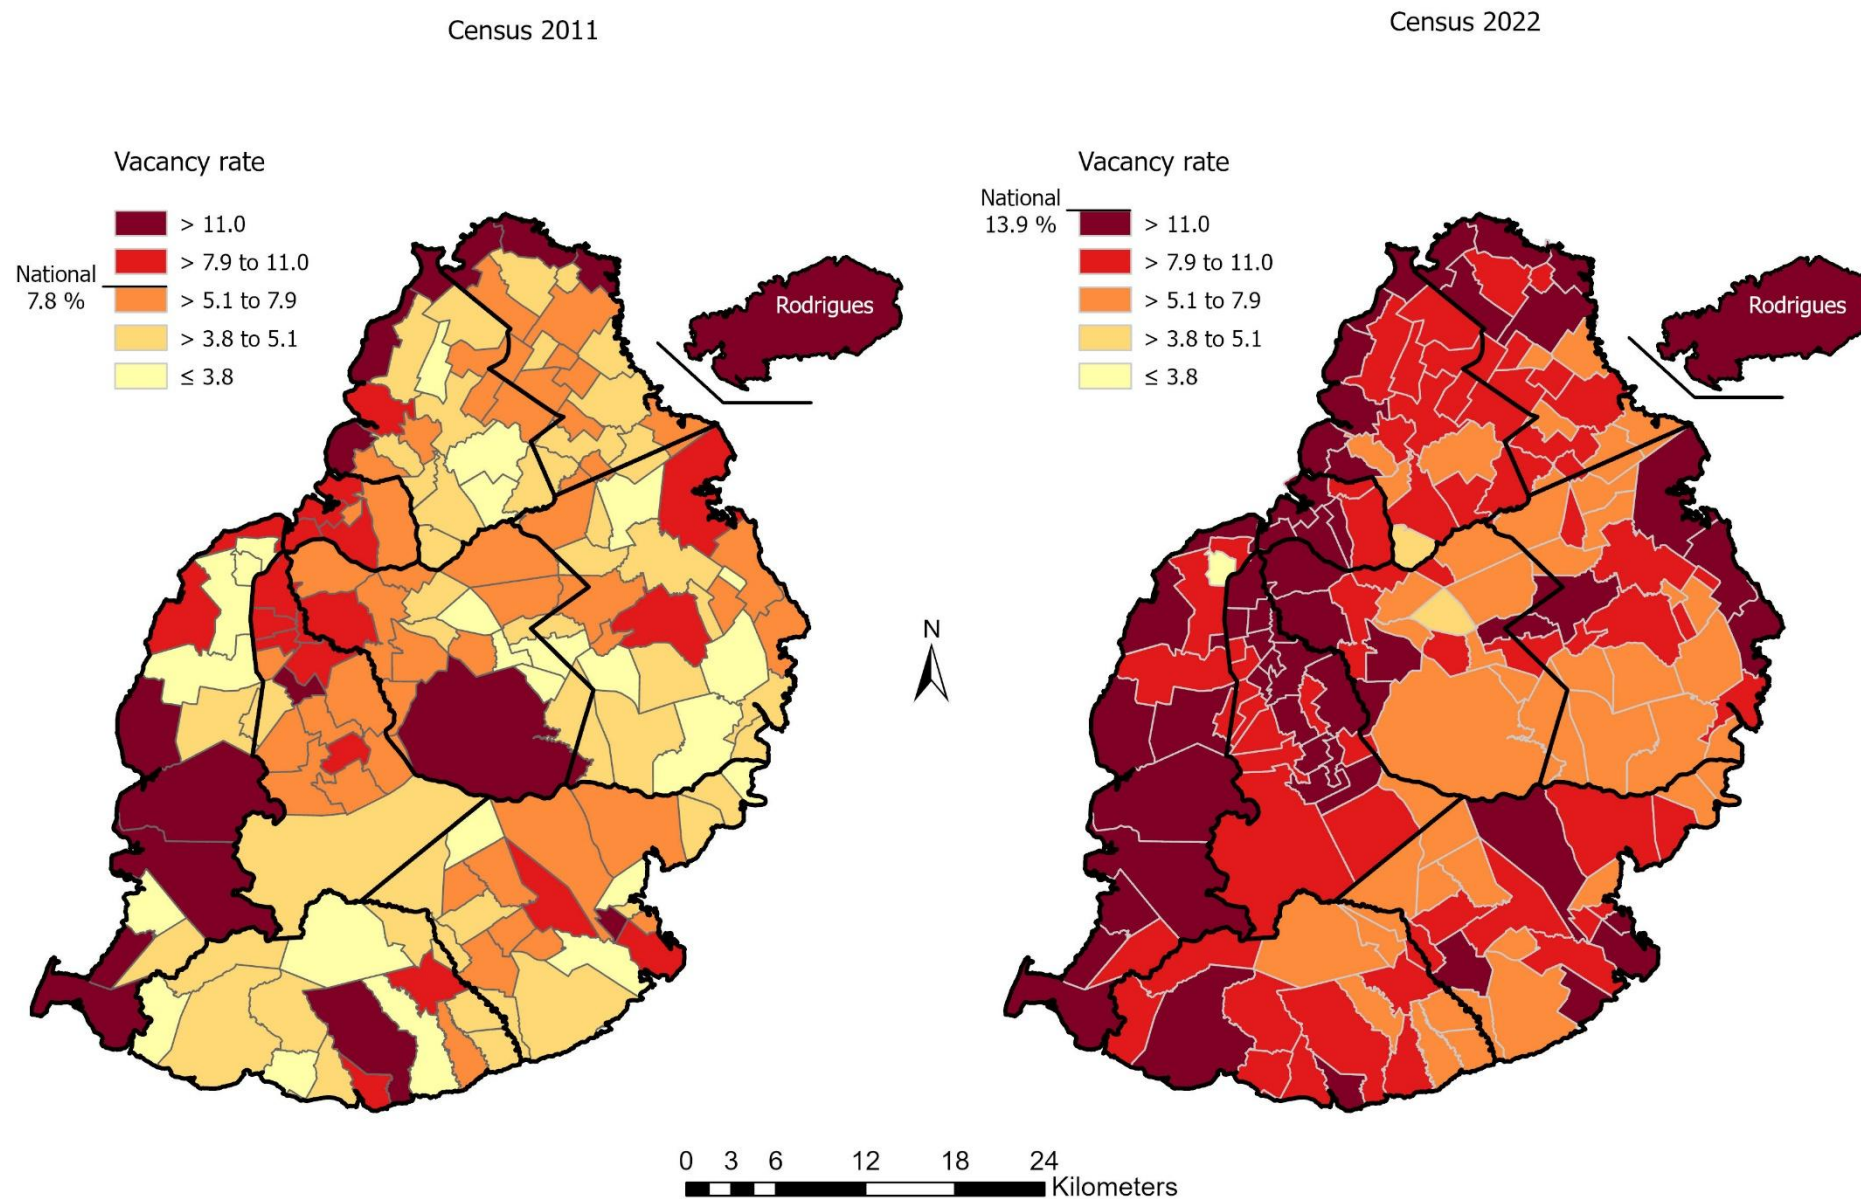 Census 2011
Vacancy rate
> 11.0
> 7.9 to 11.0
National
7.8 %
> 5.1 to 7.9
> 3.8 to 5.1
≤ 3.8
Rodrigues
Census 2022
Vacancy rate
National
13.9 %
> 11.0
> 7.9 to 11.0
> 5.1 to 7.9
> 3.8 to 5.1
≤ 3.8
Rodrigues
N
0 3 6 12 18 24
Kilometers